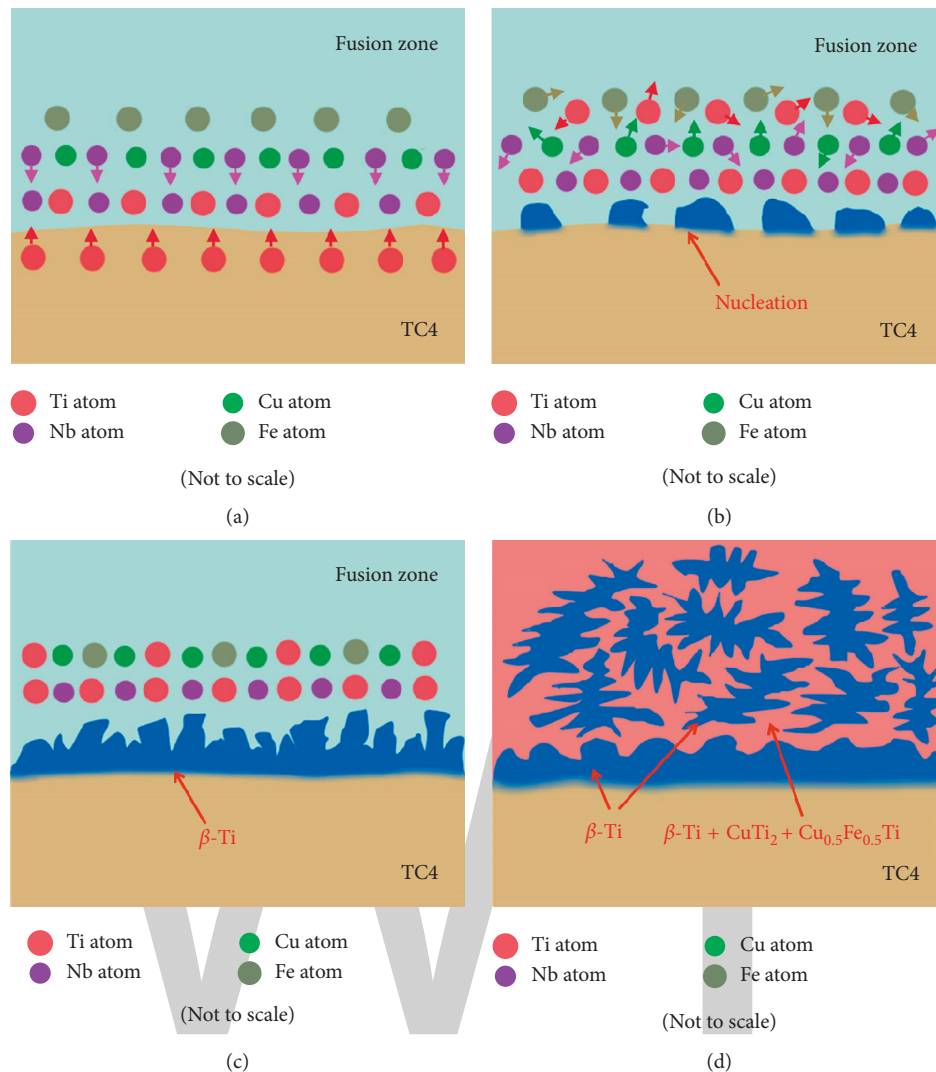 Fusion zone
TC4
Ti atom
Cu atom
Nb atom
Fe atom
(Not to scale)
(a)
Fusion zone
Nucleation
TC4
Ti atom
Cu atom
Nb atom
Fe atom
(Not to scale)
(b)
Fusion zone
β-Ti
TC4
Ti atom
Cu atom
Nb atom
Fe atom
(Not to scale)
(c)
β-Ti
β-Ti + CuTi₂ + Cu₀.₅Fe₀.₅Ti
TC4
Ti atom
Cu atom
Nb atom
Fe atom
(Not to scale)
(d)